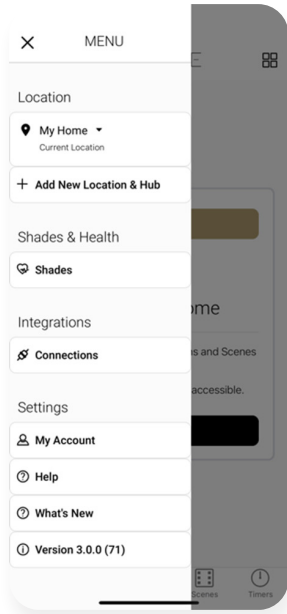 MENU
E
Location
My Home
Current Location
Add New Location & Hub
Shades & Health
Shades
ome
Integrations
s and Scenes
Connections
accessible.
Settings
My Account
Help
What's New
Version 3.0.0 (71)
Scenes
Timers